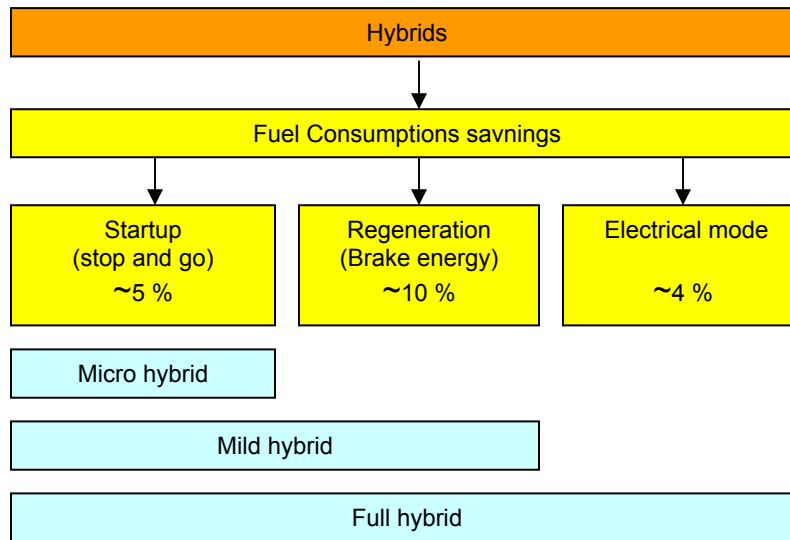 Hybrids
Fuel Consumptions savnings
Startup
(stop and go)
~5 %
Regeneration
(Brake energy)
~10 %
Electrical mode
~4 %
Micro hybrid
Mild hybrid
Full hybrid